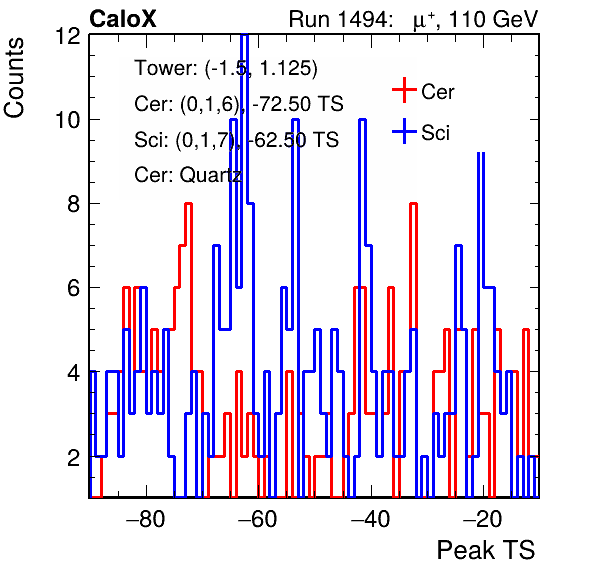 CaloX Run 1494: μ⁺, 110 GeV
Counts
12
10
8
6
4
2
Tower: (-1.5, 1.125)
Cer: (0,1,6), -72.50 TS
Sci: (0,1,7), -62.50 TS
Cer: Quartz
Cer
Sci
−80 −60 −40 −20
Peak TS